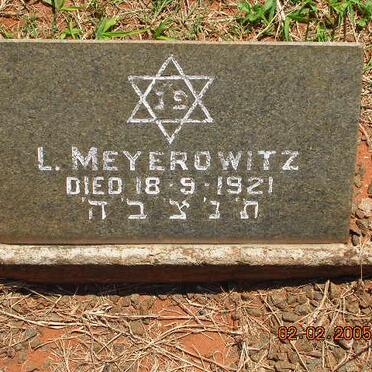 פ'נ'
L. MEYEROWITZ
DIED 18·9·1921
ת' נ' צ' ב' ה'
02.02.2005